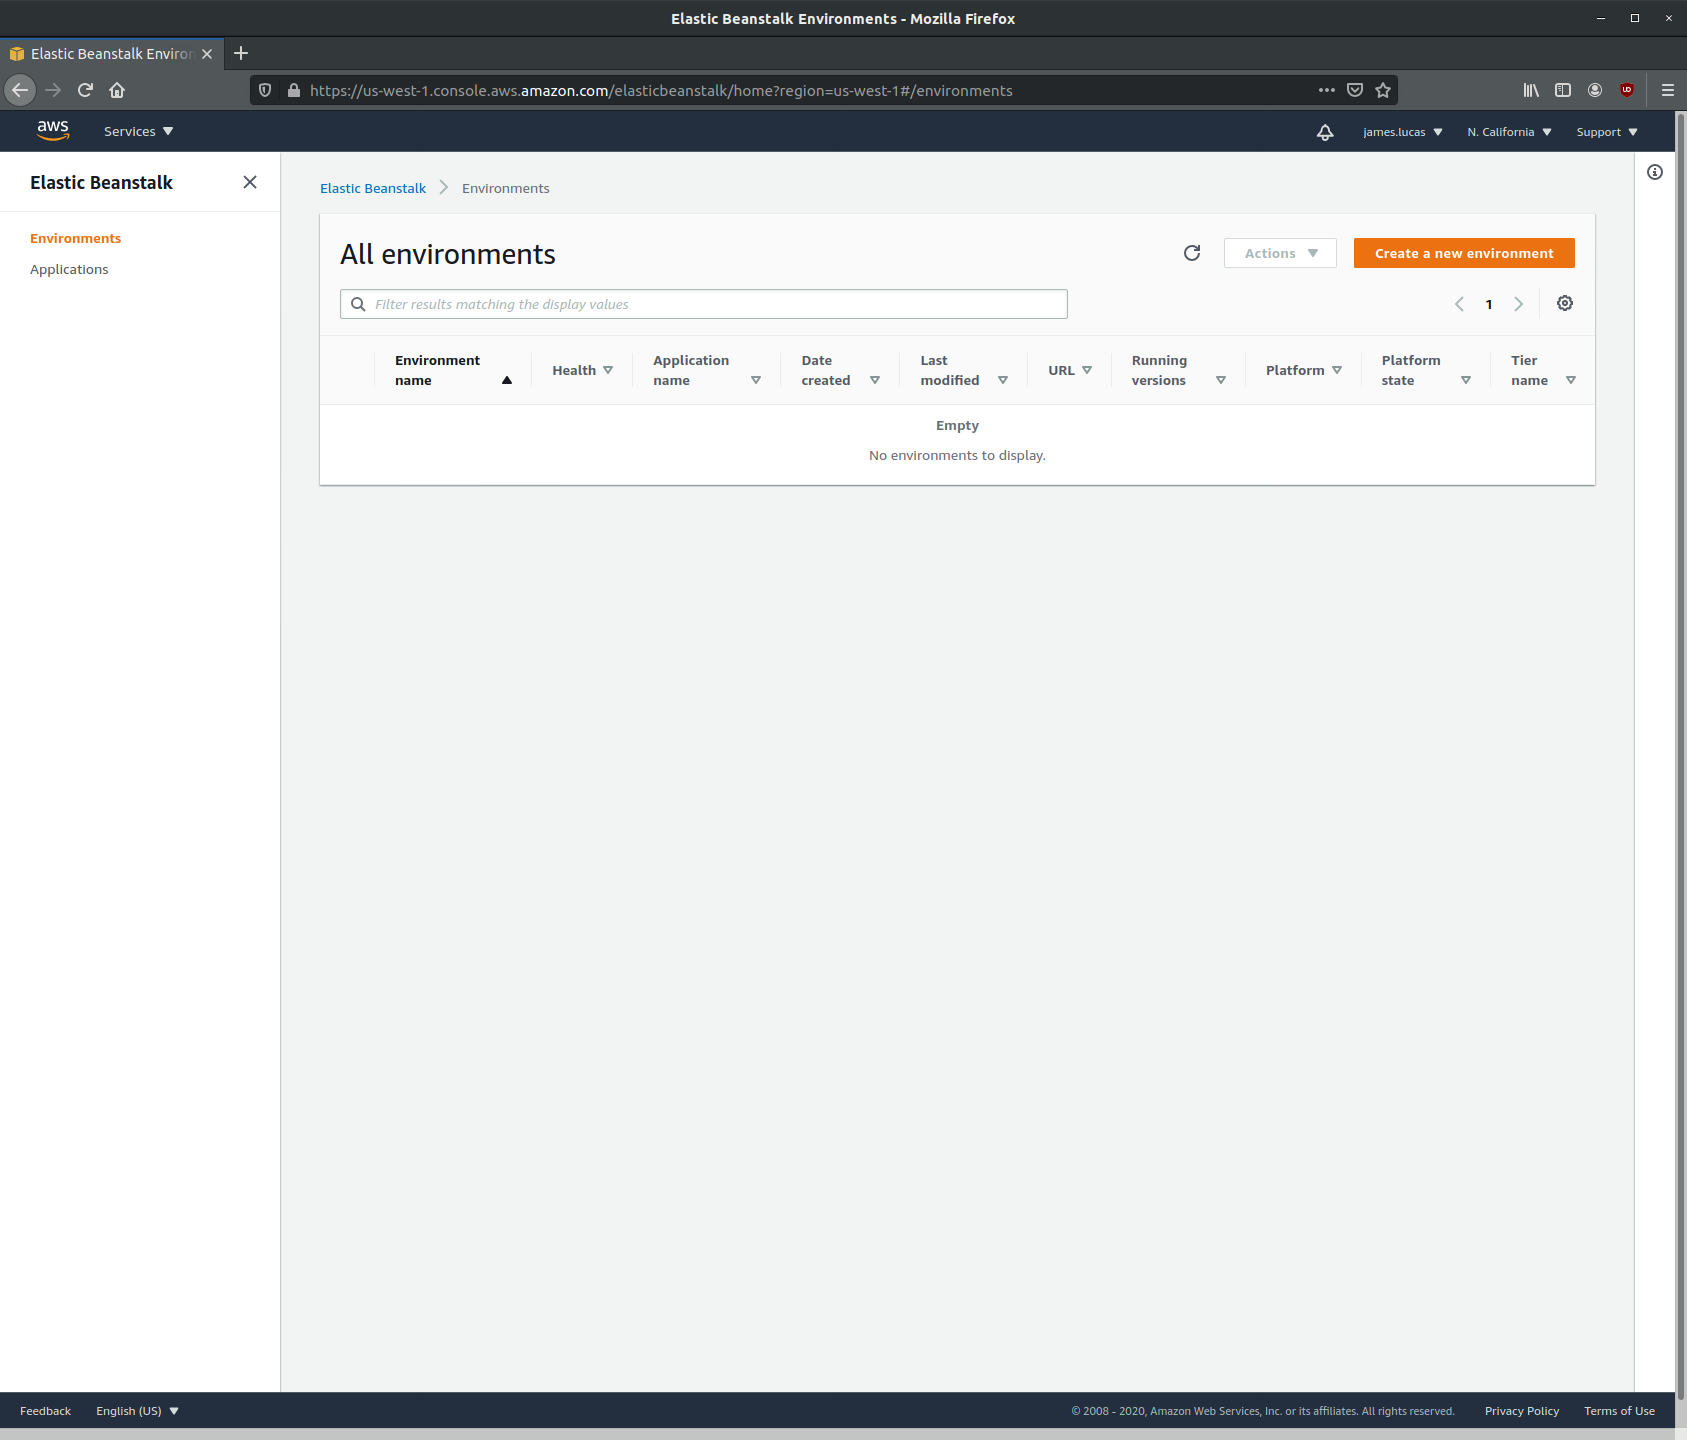 Elastic Beanstalk Environments - Mozilla Firefox
Elastic Beanstalk Environ
https://us-west-1.console.aws.amazon.com/elasticbeanstalk/home?region=us-west-1#/environments
aws Services james.lucas N. California Support
Elastic Beanstalk
Environments
Applications
Elastic Beanstalk Environments
All environments
Actions
Create a new environment
Filter results matching the display values
1
Environment name
Health
Application name
Date created
Last modified
URL
Running versions
Platform
Platform state
Tier name
Empty
No environments to display.
Feedback English (US) © 2008 - 2020, Amazon Web Services, Inc. or its affiliates. All rights reserved. Privacy Policy Terms of Use